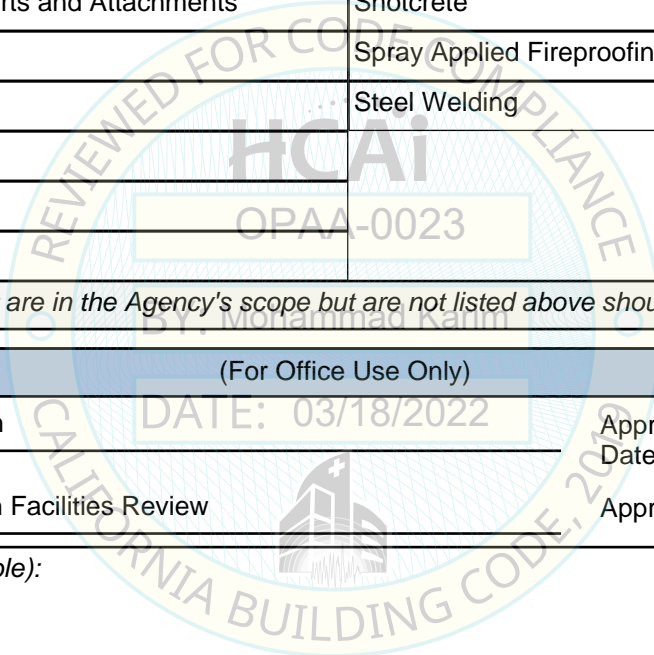 rts and Attachments
Shotcrete
Spray Applied Fireproofin
Steel Welding
REVIEWED FOR CODE COMPLIANCE
HCAi
OPAA-0023
are in the Agency's scope but are not listed above shou
BY: Mohammad Karim
(For Office Use Only)
DATE: 03/18/2022
Appr
Date
Facilities Review
Appr
ble):
CALIFORNIA BUILDING CODE, 2019